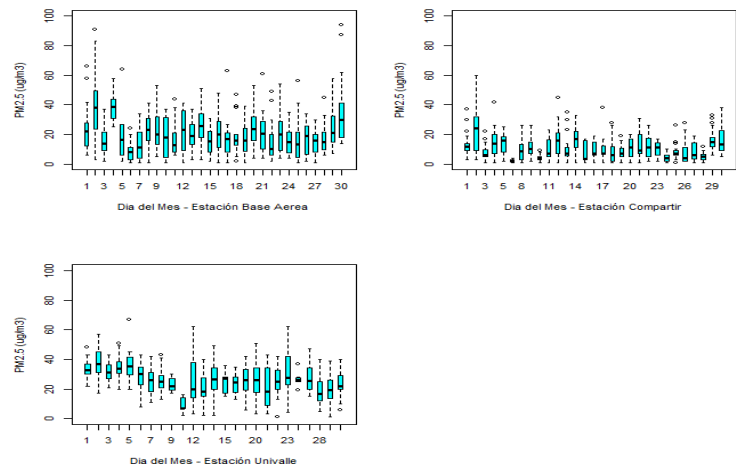 PM2.5 (ug/m3)
0 20 40 60 80 100
1 3 5 7 9 12 15 18 21 24 27 30
Dia del Mes - Estación Base Aerea
PM2.5 (ug/m3)
0 20 40 60 80 100
1 3 5 11 14 17 20 23 26 29
Dia del Mes - Estación Compartir
PM2.5 (ug/m3)
0 20 40 60 80 100
1 3 5 7 9 12 15 20 23 28
Dia del Mes - Estación Univalle